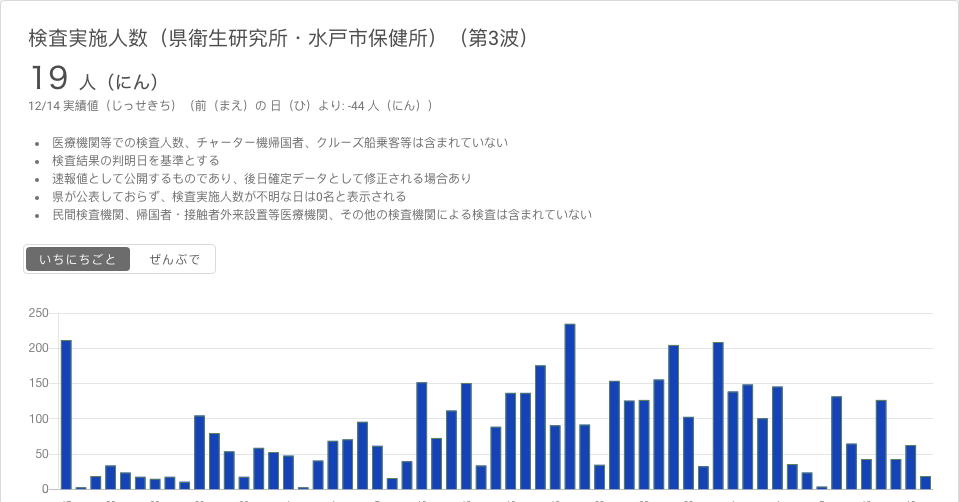 検査実施人数（県衛生研究所・水戸市保健所）（第3波）
19 人（にん）
12/14 実績値（じっせきち）（前（まえ）の 日（ひ）より: -44 人（にん））
医療機関等での検査人数、チャーター機帰国者、クルーズ船乗客等は含まれていない
検査結果の判明日を基準とする
速報値として公開するものであり、後日確定データとして修正される場合あり
県が公表しておらず、検査実施人数が不明な日は0名と表示される
民間検査機関、帰国者・接触者外来設置等医療機関、その他の検査機関による検査は含まれていない
いちにちごと ぜんぶで
250
200
150
100
50
0